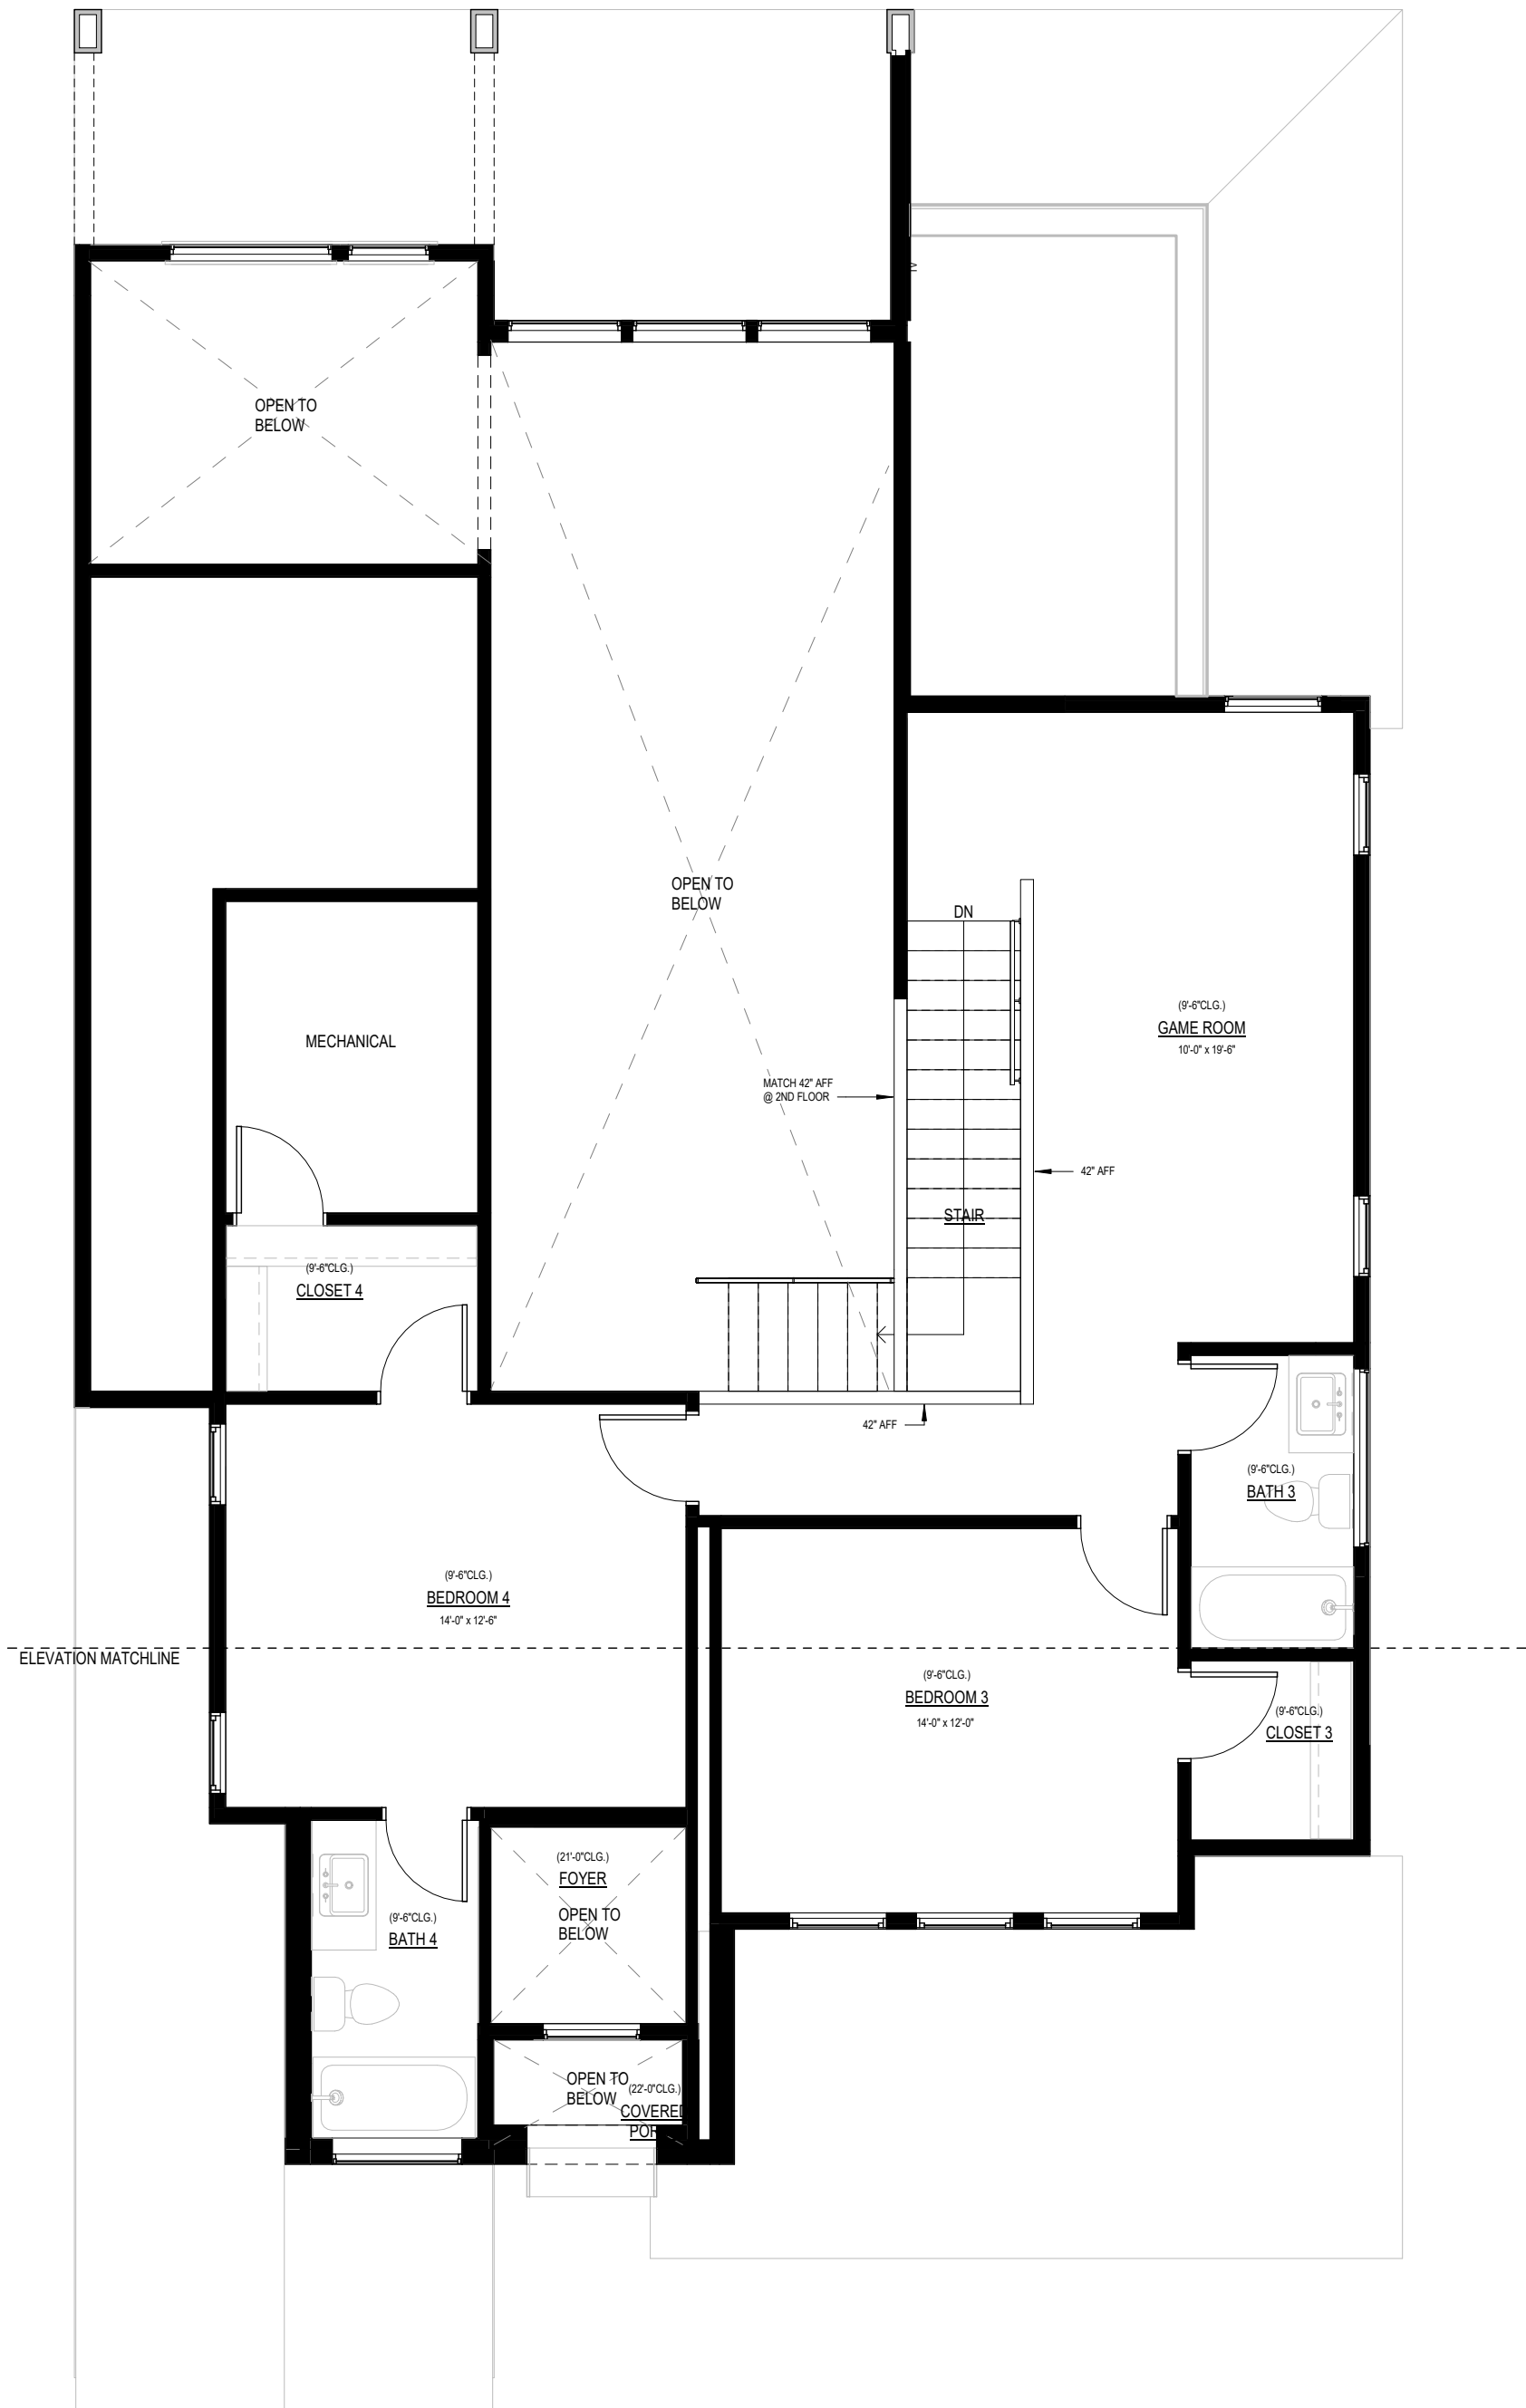 OPEN TO
BELOW
OPEN TO
BELOW
DN
(9'-6"CLG.)
GAME ROOM
10'-0" x 19'-6"
MECHANICAL
MATCH 42" AFF
@ 2ND FLOOR
42" AFF
STAIR
(9'-6"CLG.)
CLOSET 4
42" AFF
(9'-6"CLG.)
BATH 3
(9'-6"CLG.)
BEDROOM 4
14'-0" x 12'-6"
ELEVATION MATCHLINE
(9'-6"CLG.)
BEDROOM 3
14'-0" x 12'-0"
(9'-6"CLG.)
CLOSET 3
(21'-0"CLG.)
FOYER
OPEN TO
BELOW
(9'-6"CLG.)
BATH 4
OPEN TO
BELOW
(22'-0"CLG.)
COVERED
POR